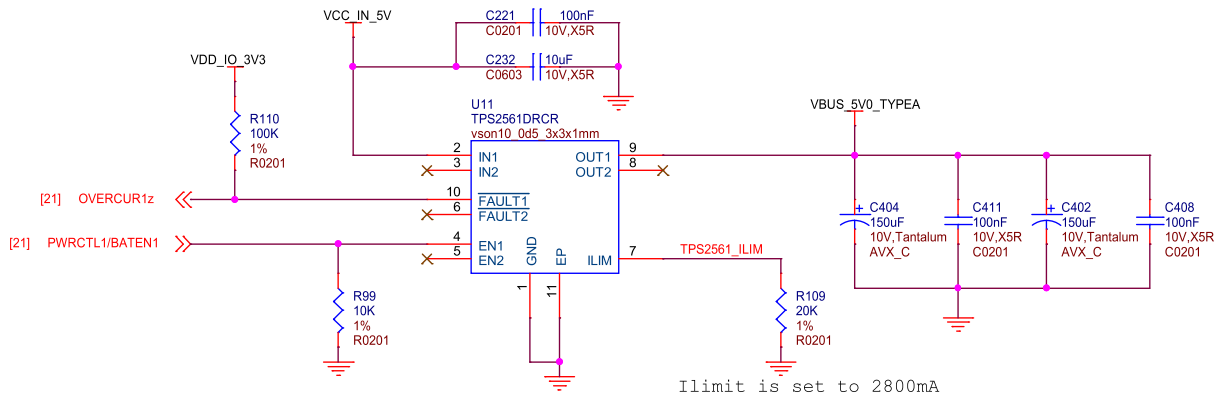 VCC_IN_5V
C221 100nF
C0201 10V,X5R
C232 10uF
C0603 10V,X5R
VDD_IO_3V3
R110
100K
1%
R0201
U11
TPS2561DRCR
vson10_0d5_3x3x1mm
VBUS_5V0_TYPEA
2 IN1 OUT1 9
3 IN2 OUT2 8
[21] OVERCUR1z
10 FAULT1
6 FAULT2
[21] PWRCTL1/BATEN1
4 EN1
5 EN2
GND
EP
ILIM 7
TPS2561_ILIM
1
11
R99
10K
1%
R0201
R109
20K
1%
R0201
+ C404
150uF
10V,Tantalum
AVX_C
C411
100nF
10V,X5R
C0201
+ C402
150uF
10V,Tantalum
AVX_C
C408
100nF
10V,X5R
C0201
Ilimit is set to 2800mA